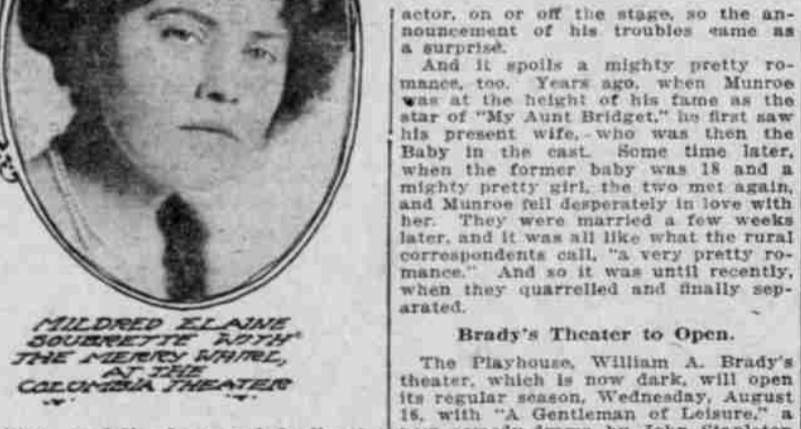 MILDRED ELAINE
SOUBRETTE WITH
THE MERRY WHIRL,
AT THE
COLUMBIA THEATER
actor, on or off the stage, so the an-
nouncement of his troubles came as
a surprise.
And it spoils a mighty pretty ro-
mance, too. Years ago, when Munroe
was at the height of his fame as the
star of "My Aunt Bridget," he first saw
his present wife, who was then the
Baby in the cast. Some time later,
when the former baby was 18 and a
mighty pretty girl, the two met again,
and Munroe fell desperately in love with
her. They were married a few weeks
later, and it was all like what the rural
correspondents call, "a very pretty ro-
mance." And so it was until recently,
when they quarrelled and finally sep-
arated.
Brady's Theater to Open.
The Playhouse, William A. Brady's
theater, which is now dark, will open
its regular season, Wednesday, August
16, with "A Gentleman of Leisure," a
comedy drama by John Stapleton